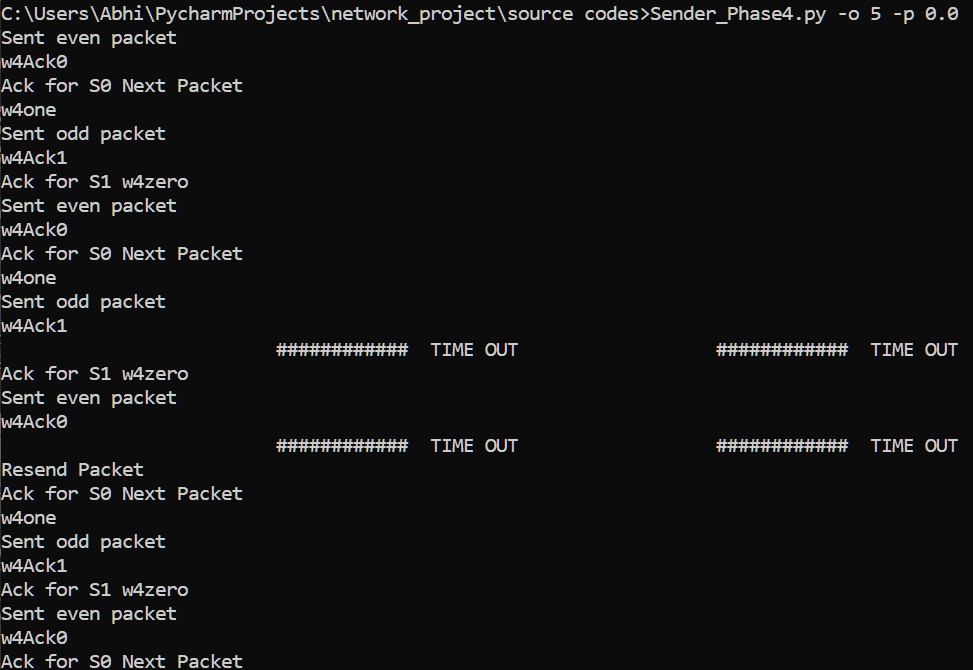 C:\Users\Abhi\PycharmProjects\network_project\source codes>Sender_Phase4.py -o 5 -p 0.0
Sent even packet
w4Ack0
Ack for S0 Next Packet
w4one
Sent odd packet
w4Ack1
Ack for S1 w4zero
Sent even packet
w4Ack0
Ack for S0 Next Packet
w4one
Sent odd packet
w4Ack1
############  TIME OUT                  ############  TIME OUT
Ack for S1 w4zero
Sent even packet
w4Ack0
############  TIME OUT                  ############  TIME OUT
Resend Packet
Ack for S0 Next Packet
w4one
Sent odd packet
w4Ack1
Ack for S1 w4zero
Sent even packet
w4Ack0
Ack for S0 Next Packet